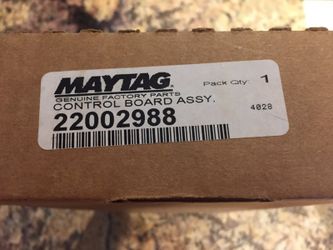 MAYTAG
Pack Qty: 1
GENUINE FACTORY PARTS
CONTROL BOARD ASSY.
4028
22002988